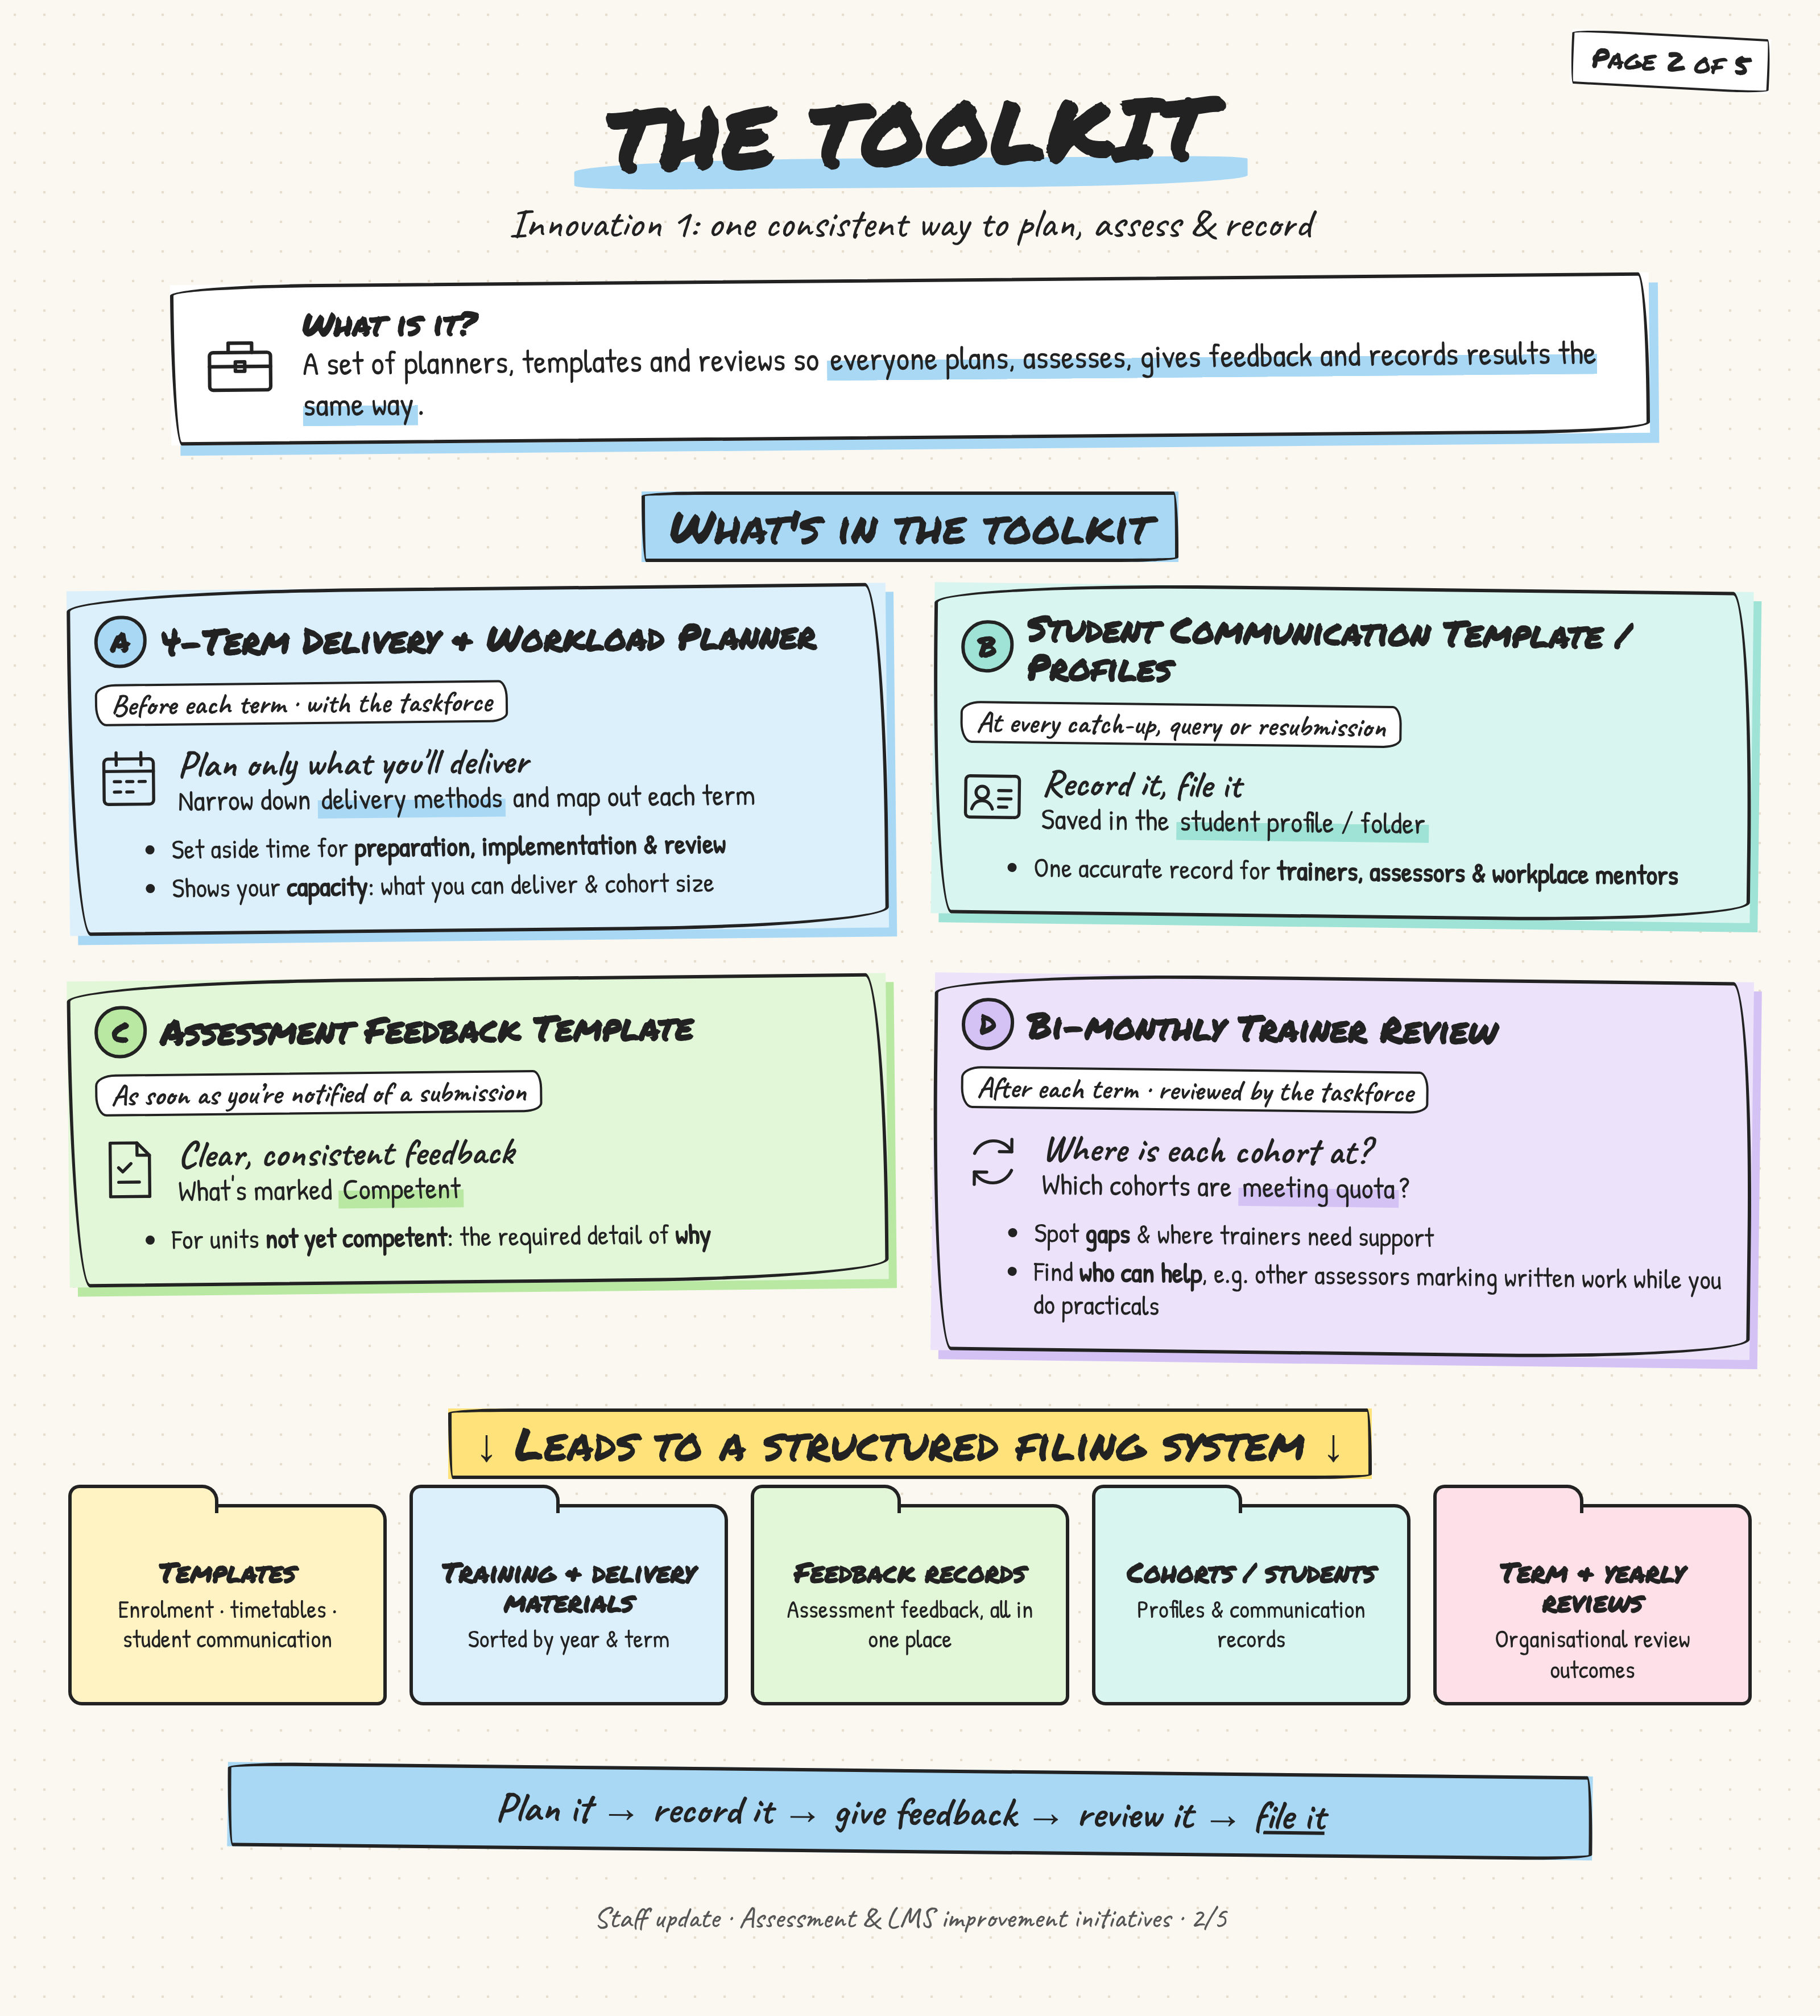 PAGE 2 OF 5
THE TOOLKIT
Innovation 1: one consistent way to plan, assess & record
WHAT IS IT?
A set of planners, templates and reviews so everyone plans, assesses, gives feedback and records results the
same way.
WHAT'S IN THE TOOLKIT
A 4-TERM DELIVERY & WORKLOAD PLANNER
Before each term · with the taskforce
Plan only what you'll deliver
Narrow down delivery methods and map out each term
• Set aside time for preparation, implementation & review
• Shows your capacity: what you can deliver & cohort size
B STUDENT COMMUNICATION TEMPLATE /
PROFILES
At every catch-up, query or resubmission
Record it, file it
Saved in the student profile / folder
• One accurate record for trainers, assessors & workplace mentors
C ASSESSMENT FEEDBACK TEMPLATE
As soon as you're notified of a submission
Clear, consistent feedback
What's marked Competent
• For units not yet competent: the required detail of why
D BI-MONTHLY TRAINER REVIEW
After each term · reviewed by the taskforce
Where is each cohort at?
Which cohorts are meeting quota?
• Spot gaps & where trainers need support
• Find who can help, e.g. other assessors marking written work while you
do practicals
↓ LEADS TO A STRUCTURED FILING SYSTEM ↓
TEMPLATES
Enrolment · timetables ·
student communication
TRAINING & DELIVERY
MATERIALS
Sorted by year & term
FEEDBACK RECORDS
Assessment feedback, all in
one place
COHORTS / STUDENTS
Profiles & communication
records
TERM & YEARLY
REVIEWS
Organisational review
outcomes
Plan it → record it → give feedback → review it → file it
Staff update · Assessment & LMS improvement initiatives · 2/5